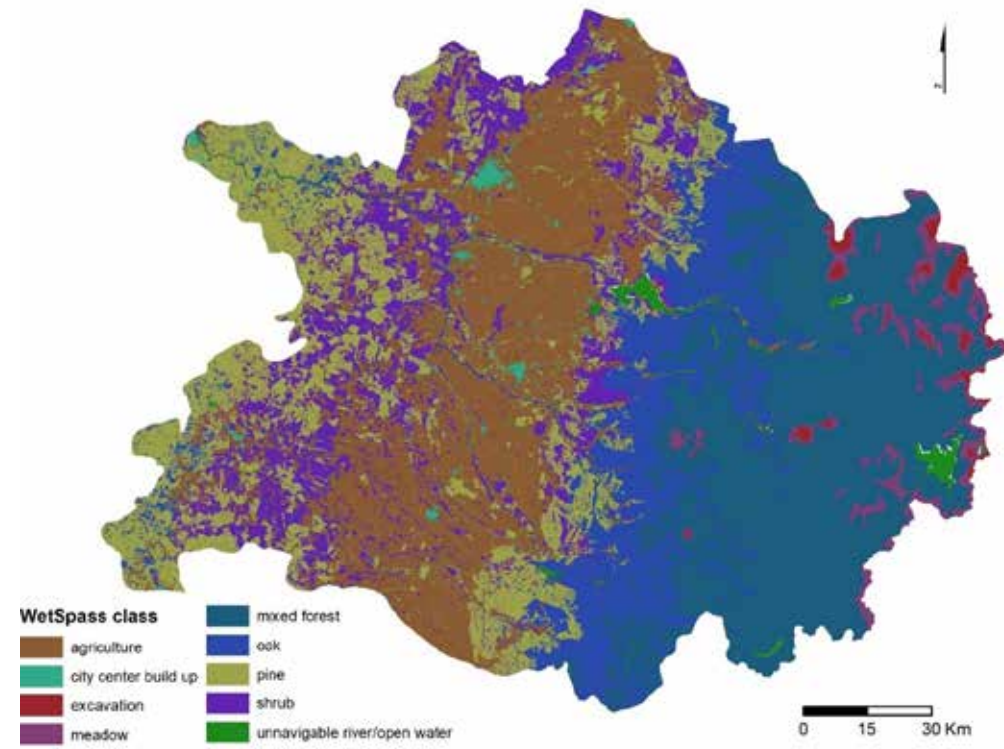 z
WetSpass class
agriculture
city center build up
excavation
meadow
mixed forest
oak
pine
shrub
unnavigable river/open water
0 15 30 Km